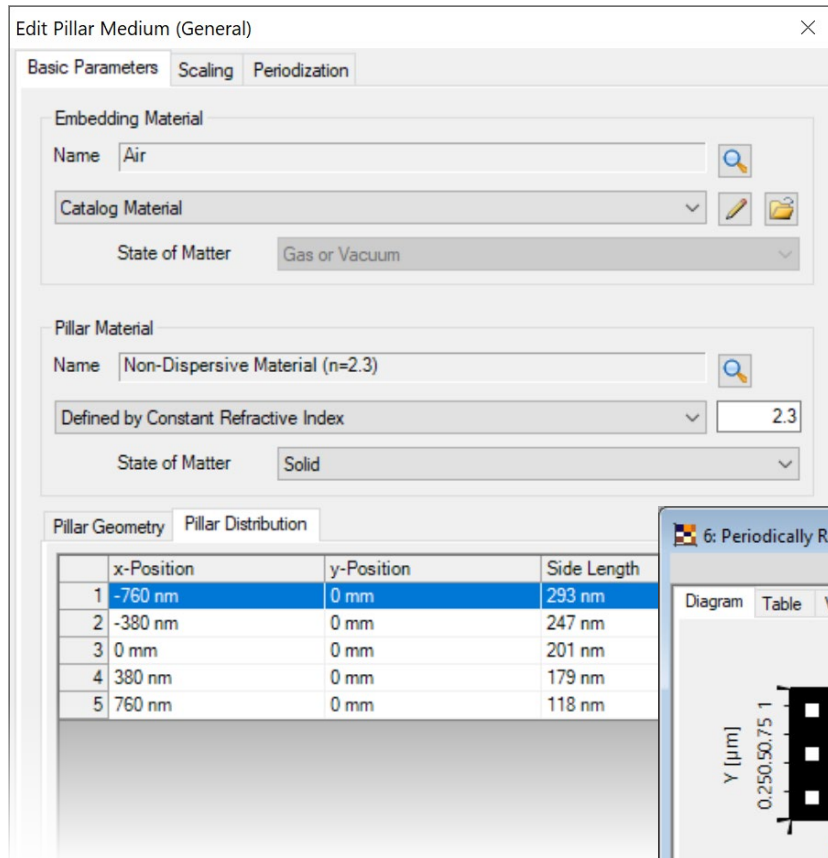 Edit Pillar Medium (General)
Basic Parameters Scaling Periodization
Embedding Material
Name Air
Catalog Material
State of Matter Gas or Vacuum
Pillar Material
Name Non-Dispersive Material (n=2.3)
Defined by Constant Refractive Index 2.3
State of Matter Solid
Pillar Geometry Pillar Distribution
x-Position y-Position Side Length
1 -760 nm 0 mm 293 nm
2 -380 nm 0 mm 247 nm
3 0 mm 0 mm 201 nm
4 380 nm 0 mm 179 nm
5 760 nm 0 mm 118 nm
6: Periodically R
Diagram Table
Y [µm]
0.25 0.5 0.75 1